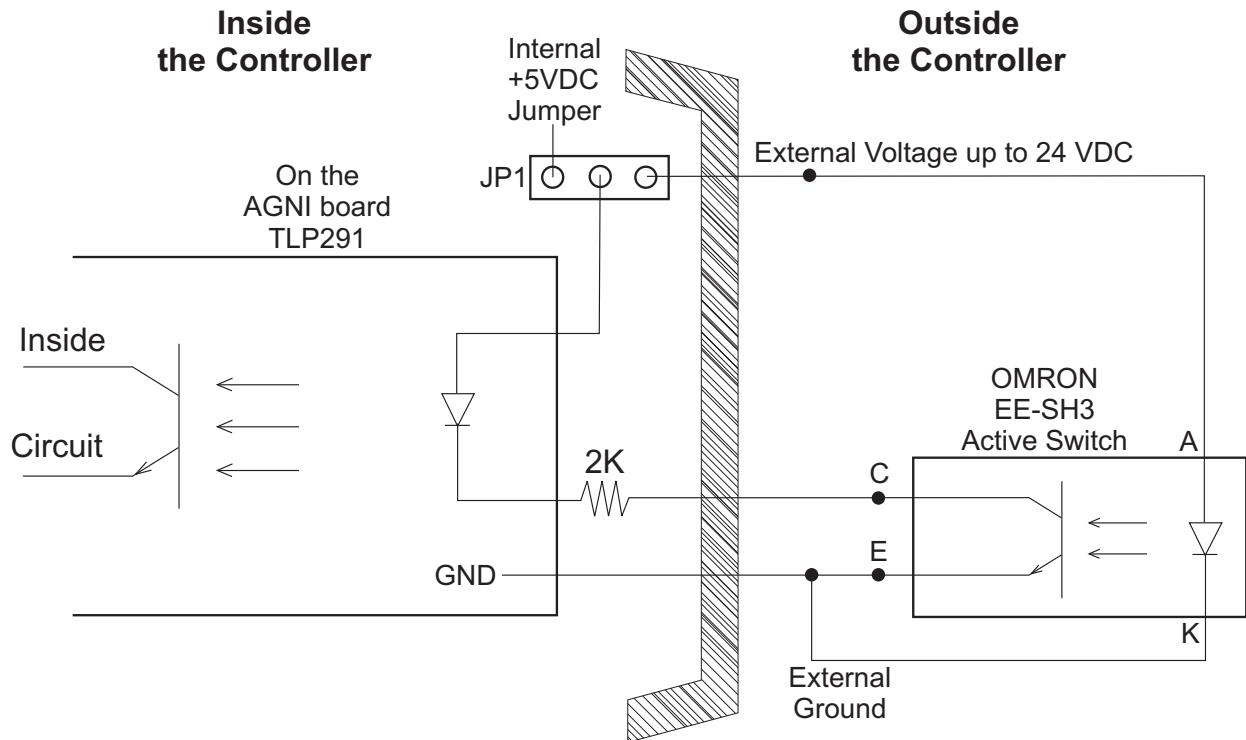 Inside
the Controller
Outside
the Controller
Internal
+5VDC
Jumper
JP1
External Voltage up to 24 VDC
On the
AGNI board
TLP291
Inside
Circuit
2K
GND
C
E
OMRON
EE-SH3
Active Switch
A
K
External
Ground